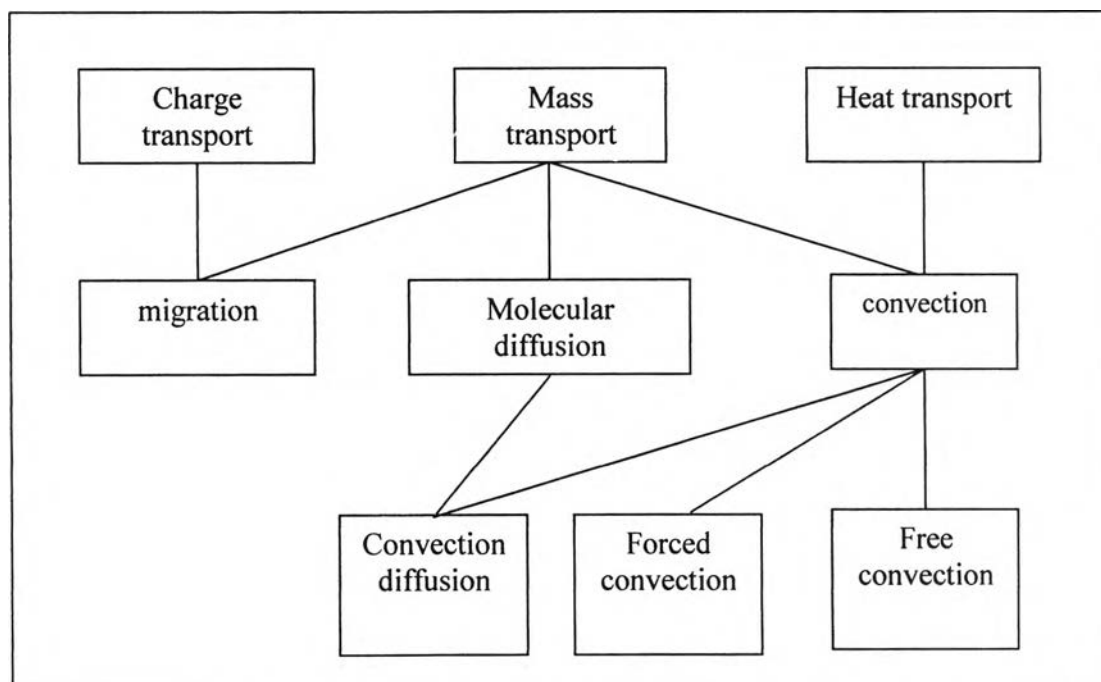 Charge
transport
Mass
transport
Heat transport
migration
Molecular
diffusion
convection
Convection
diffusion
Forced
convection
Free
convection